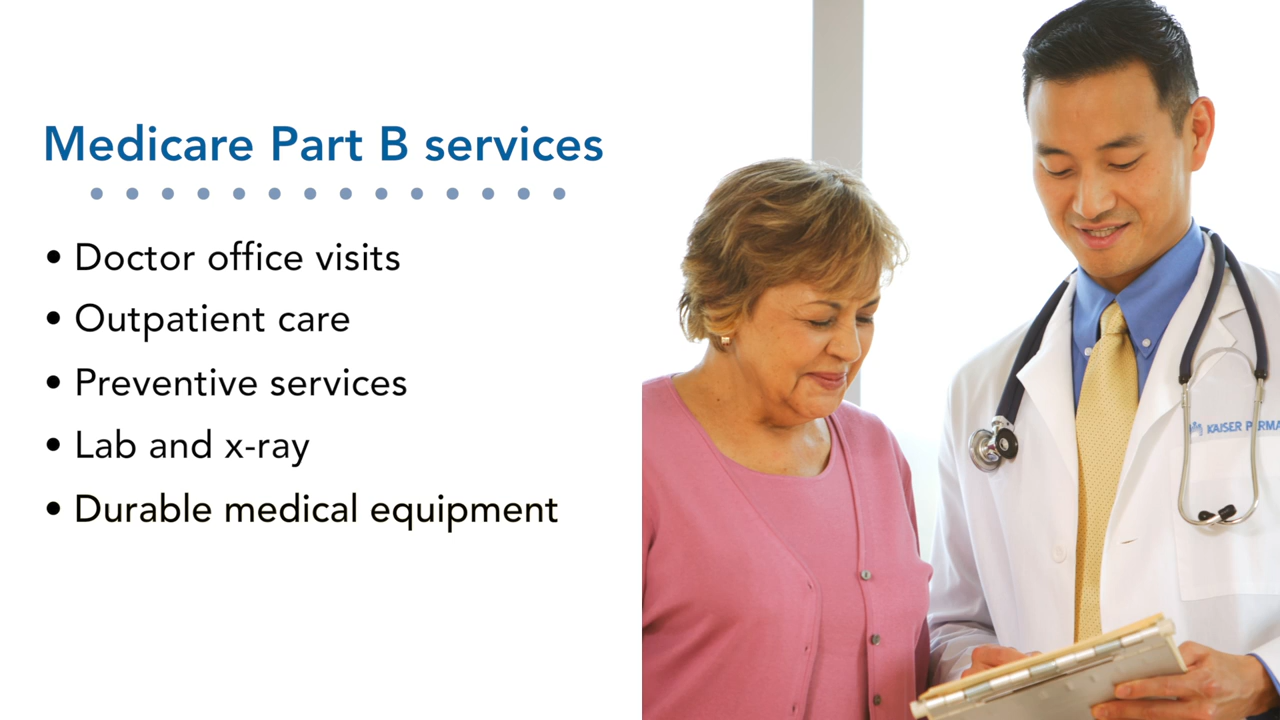 Medicare Part B services
• Doctor office visits
• Outpatient care
• Preventive services
• Lab and x-ray
• Durable medical equipment
KAISER PERMA